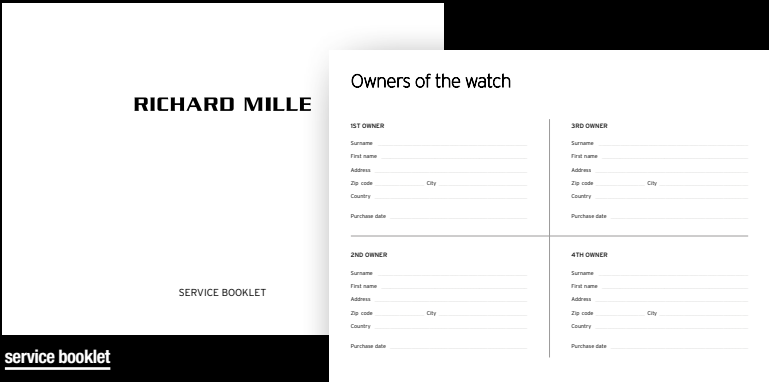 RICHARD MILLE
SERVICE BOOKLET
service booklet
Owners of the watch
1ST OWNER
Surname
First name
Address
Zip code City
Country
Purchase date
2ND OWNER
Surname
First name
Address
Zip code City
Country
Purchase date
3RD OWNER
Surname
First name
Address
Zip code City
Country
Purchase date
4TH OWNER
Surname
First name
Address
Zip code City
Country
Purchase date